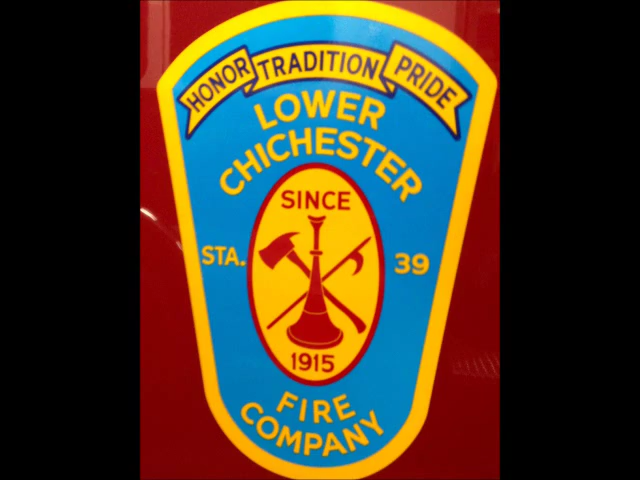 HONOR TRADITION PRIDE
LOWER
CHICHESTER
SINCE
STA. 39
1915
FIRE
COMPANY